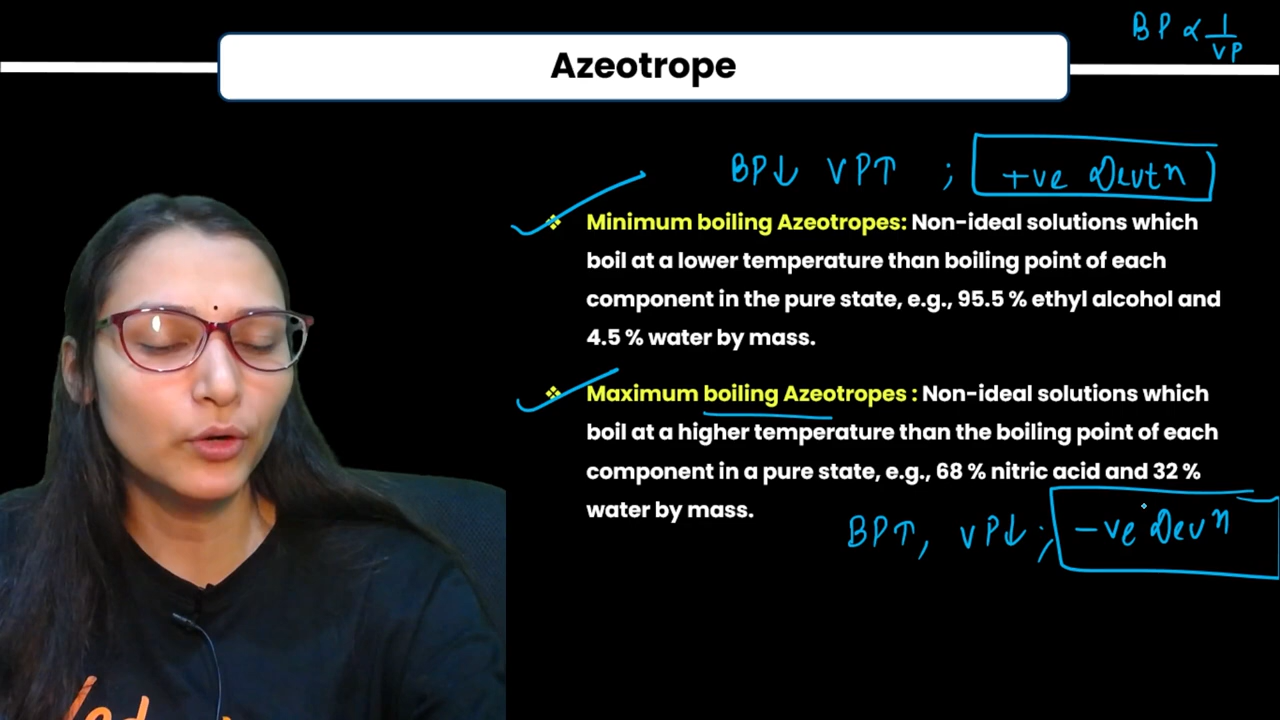 BP ∝ 1/VP
Azeotrope
BP↓ VP↑ ; +ve Devtn
Minimum boiling Azeotropes: Non-ideal solutions which
boil at a lower temperature than boiling point of each
component in the pure state, e.g., 95.5 % ethyl alcohol and
4.5 % water by mass.
Maximum boiling Azeotropes : Non-ideal solutions which
boil at a higher temperature than the boiling point of each
component in a pure state, e.g., 68 % nitric acid and 32 %
water by mass.
BP↑, VP↓; -ve Devn